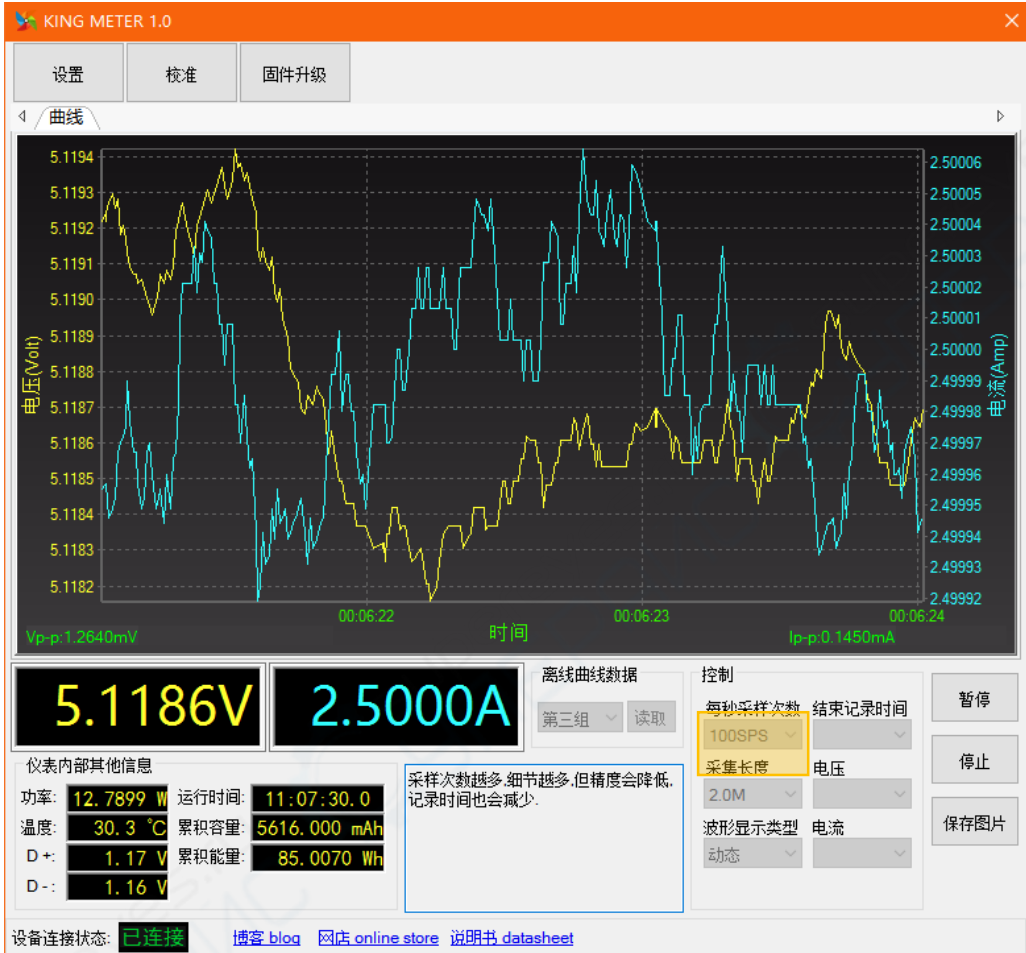 KING METER 1.0
设置 校准 固件升级
曲线
5.1194
5.1193
5.1192
5.1191
5.1190
5.1189
5.1188
5.1187
5.1186
5.1185
5.1184
5.1183
5.1182
电压(Volt)
2.50006
2.50005
2.50004
2.50003
2.50002
2.50001
2.50000
2.49999
2.49998
2.49997
2.49996
2.49995
2.49994
2.49993
2.49992
电流(Amp)
00:06:22 00:06:23 00:06:24
Vp-p:1.2640mV 时间 Ip-p:0.1450mA
5.1186V 2.5000A
离线曲线数据
第三组 读取
控制
每秒采样次数 结束记录时间
100SPS
采集长度 电压
2.0M
波形显示类型 电流
动态
暂停
停止
保存图片
仪表内部其他信息
功率: 12.7899 W 运行时间: 11:07:30.0
温度: 30.3 °C 累积容量: 5616.000 mAh
D+: 1.17 V 累积能量: 85.0070 Wh
D-: 1.16 V
采样次数越多,细节越多,但精度会降低,
记录时间也会减少.
设备连接状态: 已连接 博客 blog 网店 online store 说明书 datasheet